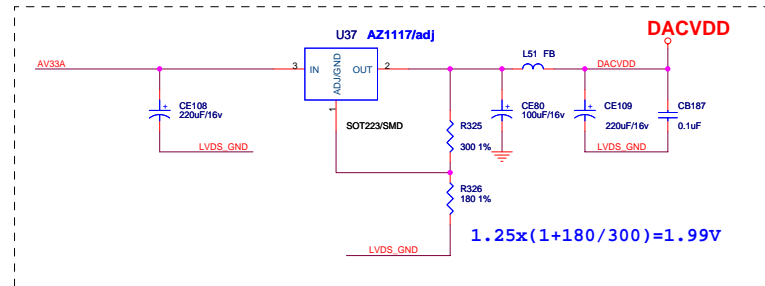 DACVDD
U37 AZ1117/adj
L51 FB
AV33A
3
IN
OUT
2
DACVDD
ADJ/GND
1
CE108
220uF/16v
SOT223/SMD
R325
300 1%
CE80
100uF/16v
CE109
220uF/16v
CB187
0.1uF
LVDS_GND
LVDS_GND
R326
180 1%
1.25x(1+180/300)=1.99V
LVDS_GND